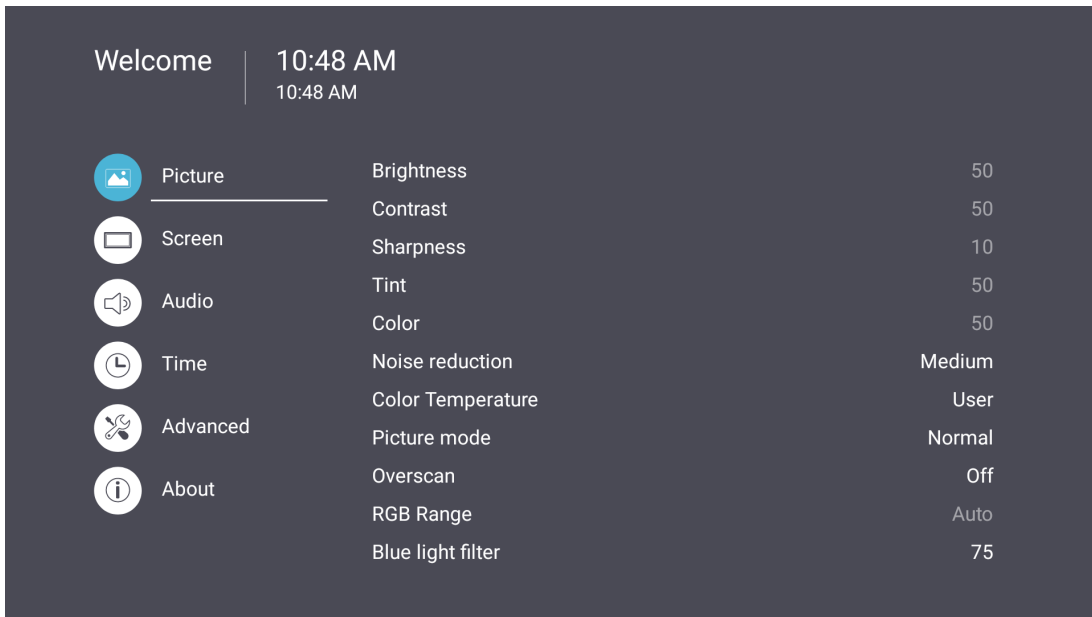 Welcome
10:48 AM
10:48 AM
Picture
Screen
Audio
Time
Advanced
About
Brightness 50
Contrast 50
Sharpness 10
Tint 50
Color 50
Noise reduction Medium
Color Temperature User
Picture mode Normal
Overscan Off
RGB Range Auto
Blue light filter 75